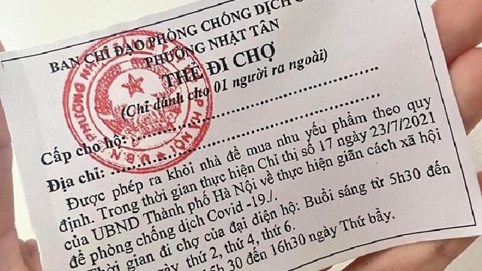 BAN CHỈ ĐẠO PHÒNG CHỐNG DỊCH
PHƯỜNG NHẬT TÂN
THẺ ĐI CHỢ
(Chỉ dành cho 01 người ra ngoài)
Cấp cho hộ:
Địa chỉ:
Được phép ra khỏi nhà để mua nhu yếu phẩm theo quy
định. Trong thời gian thực hiện Chỉ thị số 17 ngày 23/7/2021
của UBND Thành phố Hà Nội về thực hiện giãn cách xã hội
để phòng chống dịch Covid -19./.
Thời gian đi chợ của đại diện hộ: Buổi sáng từ 5h30 đến
thứ 2, thứ 4, thứ 6.
5h30 đến 16h30 ngày Thứ bảy.